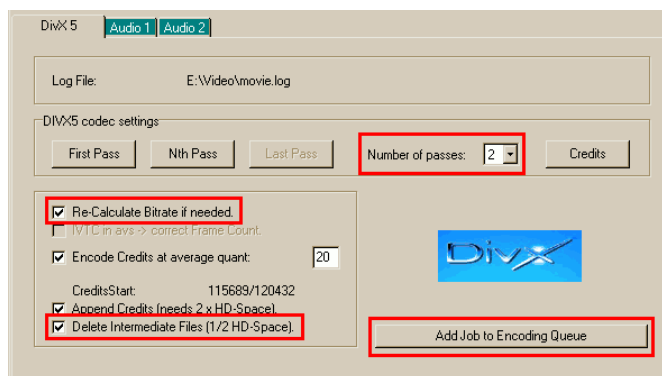 DivX 5 Audio 1 Audio 2
Log File: E:\Video\movie.log
DIVX5 codec settings
First Pass Nth Pass Last Pass Number of passes: 2 Credits
Re-Calculate Bitrate if needed.
IVTC in avs -> correct Frame Count.
Encode Credits at average quant: 20
CreditsStart: 115689/120432
Append Credits (needs 2 x HD-Space).
Delete Intermediate Files (1/2 HD-Space).
DivX
Add Job to Encoding Queue